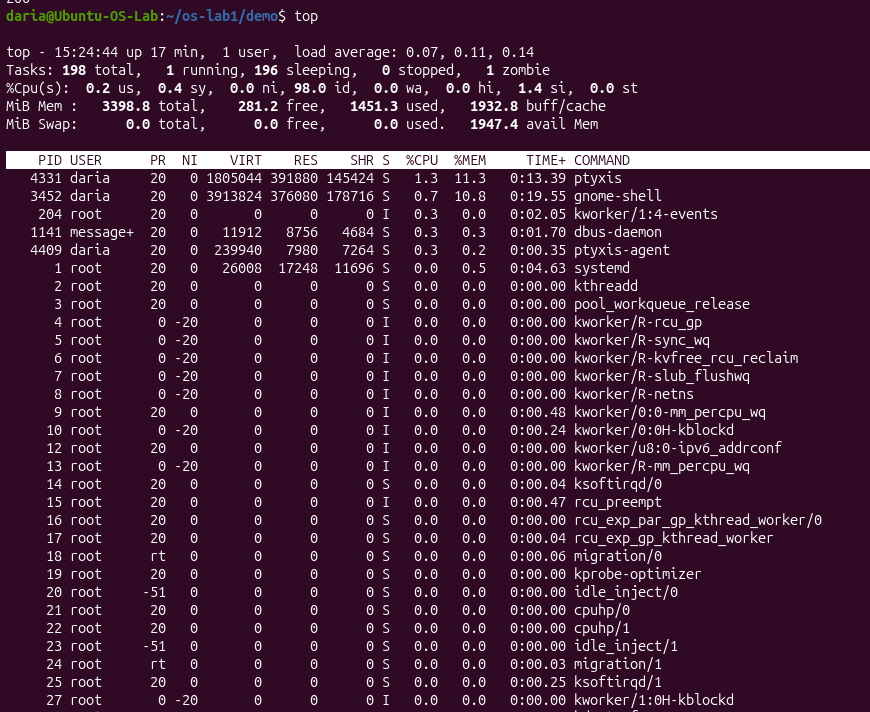 daria@Ubuntu-OS-Lab:~/os-lab1/demo$ top
top - 15:24:44 up 17 min,  1 user,  load average: 0.07, 0.11, 0.14
Tasks: 198 total,   1 running, 196 sleeping,   0 stopped,   1 zombie
%Cpu(s):  0.2 us,  0.4 sy,  0.0 ni, 98.0 id,  0.0 wa,  0.0 hi,  1.4 si,  0.0 st
MiB Mem :   3398.8 total,    281.2 free,   1451.3 used,   1932.8 buff/cache
MiB Swap:      0.0 total,      0.0 free,      0.0 used.   1947.4 avail Mem
PID USER      PR  NI    VIRT    RES    SHR S  %CPU  %MEM     TIME+ COMMAND
4331 daria     20   0 1805044 391880 145424 S   1.3  11.3   0:13.39 ptyxis
3452 daria     20   0 3913824 376080 178716 S   0.7  10.8   0:19.55 gnome-shell
204 root      20   0       0      0      0 I   0.3   0.0   0:02.05 kworker/1:4-events
1141 message+  20   0   11912   8756   4684 S   0.3   0.3   0:01.70 dbus-daemon
4409 daria     20   0  239940   7980   7264 S   0.3   0.2   0:00.35 ptyxis-agent
1 root      20   0   26008  17248  11696 S   0.0   0.5   0:04.63 systemd
2 root      20   0       0      0      0 S   0.0   0.0   0:00.00 kthreadd
3 root      20   0       0      0      0 S   0.0   0.0   0:00.00 pool_workqueue_release
4 root       0 -20       0      0      0 I   0.0   0.0   0:00.00 kworker/R-rcu_gp
5 root       0 -20       0      0      0 I   0.0   0.0   0:00.00 kworker/R-sync_wq
6 root       0 -20       0      0      0 I   0.0   0.0   0:00.00 kworker/R-kvfree_rcu_reclaim
7 root       0 -20       0      0      0 I   0.0   0.0   0:00.00 kworker/R-slub_flushwq
8 root       0 -20       0      0      0 I   0.0   0.0   0:00.00 kworker/R-netns
9 root      20   0       0      0      0 I   0.0   0.0   0:00.48 kworker/0:0-mm_percpu_wq
10 root       0 -20       0      0      0 I   0.0   0.0   0:00.24 kworker/0:0H-kblockd
12 root      20   0       0      0      0 I   0.0   0.0   0:00.00 kworker/u8:0-ipv6_addrconf
13 root       0 -20       0      0      0 I   0.0   0.0   0:00.00 kworker/R-mm_percpu_wq
14 root      20   0       0      0      0 S   0.0   0.0   0:00.04 ksoftirqd/0
15 root      20   0       0      0      0 I   0.0   0.0   0:00.47 rcu_preempt
16 root      20   0       0      0      0 S   0.0   0.0   0:00.00 rcu_exp_par_gp_kthread_worker/0
17 root      20   0       0      0      0 S   0.0   0.0   0:00.04 rcu_exp_gp_kthread_worker
18 root      rt   0       0      0      0 S   0.0   0.0   0:00.06 migration/0
19 root      20   0       0      0      0 S   0.0   0.0   0:00.00 kprobe-optimizer
20 root     -51   0       0      0      0 S   0.0   0.0   0:00.00 idle_inject/0
21 root      20   0       0      0      0 S   0.0   0.0   0:00.00 cpuhp/0
22 root      20   0       0      0      0 S   0.0   0.0   0:00.00 cpuhp/1
23 root     -51   0       0      0      0 S   0.0   0.0   0:00.00 idle_inject/1
24 root      rt   0       0      0      0 S   0.0   0.0   0:00.03 migration/1
25 root      20   0       0      0      0 S   0.0   0.0   0:00.25 ksoftirqd/1
27 root       0 -20       0      0      0 I   0.0   0.0   0:00.00 kworker/1:0H-kblockd